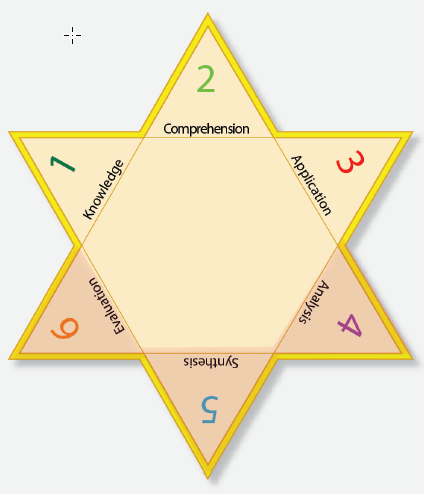 1
Knowledge
2
Comprehension
3
Application
4
Analysis
5
Synthesis
6
Evaluation